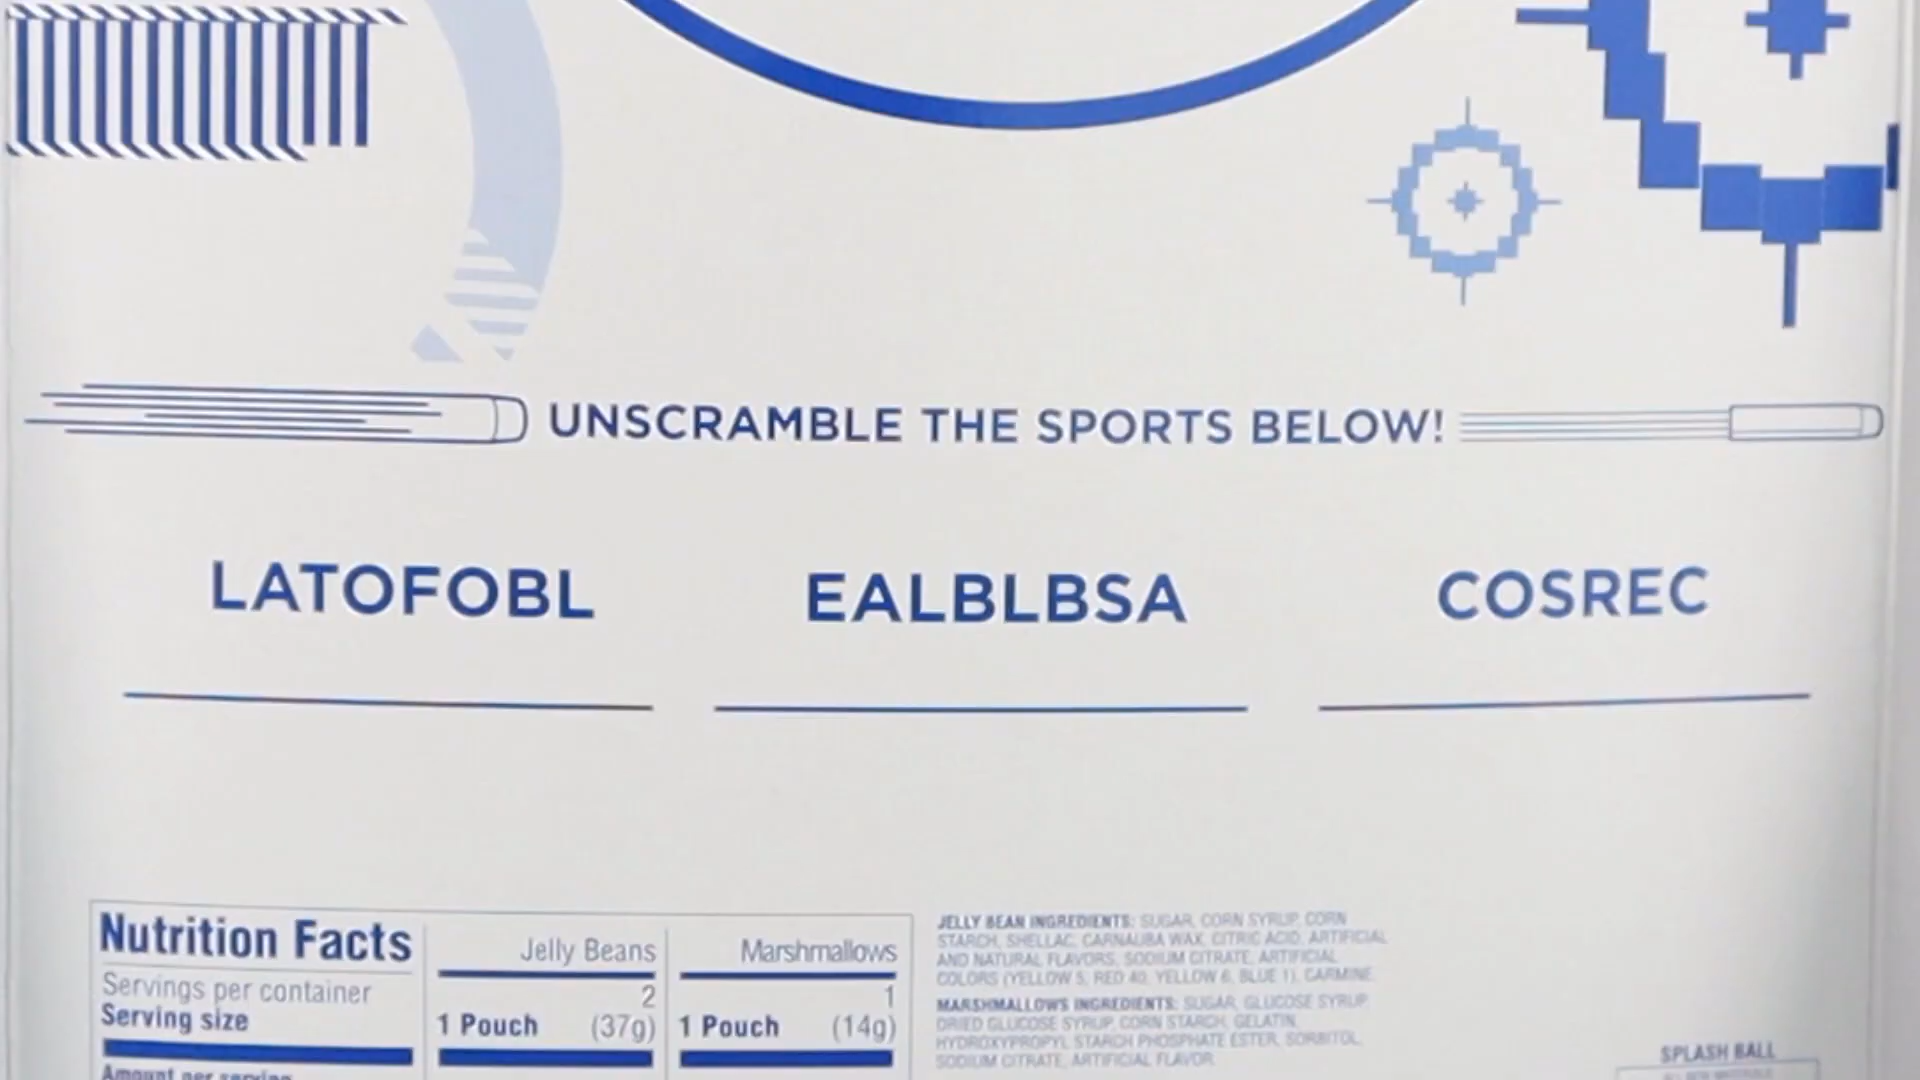 UNSCRAMBLE THE SPORTS BELOW!
LATOFOBL
EALBLBSA
COSREC
Nutrition Facts
Servings per container
Serving size
Amount per serving
Jelly Beans
2
1 Pouch (37g)
Marshmallows
1
1 Pouch (14g)
JELLY BEAN INGREDIENTS: SUGAR, CORN SYRUP, CORN
STARCH, SHELLAC, CARNAUBA WAX, CITRIC ACID, ARTIFICIAL
AND NATURAL FLAVORS, SODIUM CITRATE, ARTIFICIAL
COLORS (YELLOW 5, RED 40, YELLOW 6, BLUE 1), CARMINE.
MARSHMALLOWS INGREDIENTS: SUGAR, GLUCOSE SYRUP,
DRIED GLUCOSE SYRUP, CORN STARCH, GELATIN,
HYDROXYPROPYL STARCH PHOSPHATE ESTER, SORBITOL,
SODIUM CITRATE, ARTIFICIAL FLAVOR.
SPLASH BALL